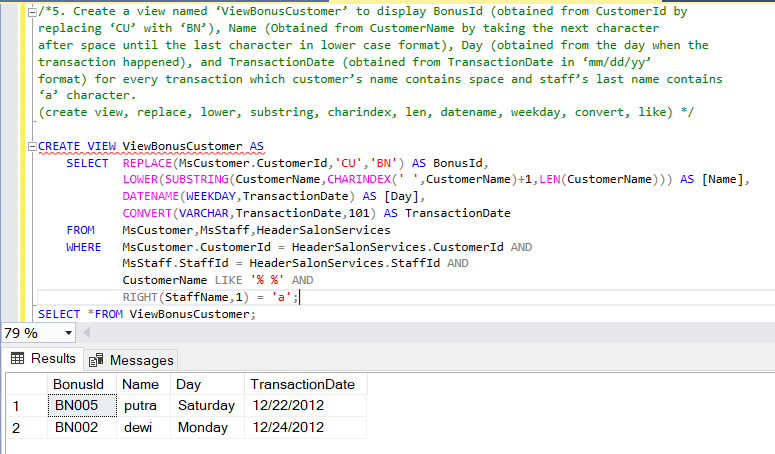 /*5. Create a view named ‘ViewBonusCustomer’ to display BonusId (obtained from CustomerId by
replacing ‘CU’ with ‘BN’), Name (Obtained from CustomerName by taking the next character
after space until the last character in lower case format), Day (obtained from the day when the
transaction happened), and TransactionDate (obtained from TransactionDate in ‘mm/dd/yy’
format) for every transaction which customer’s name contains space and staff’s last name contains
‘a’ character.
(create view, replace, lower, substring, charindex, len, datename, weekday, convert, like) */
CREATE VIEW ViewBonusCustomer AS
SELECT REPLACE(MsCustomer.CustomerId,'CU','BN') AS BonusId,
LOWER(SUBSTRING(CustomerName,CHARINDEX(' ',CustomerName)+1,LEN(CustomerName))) AS [Name],
DATENAME(WEEKDAY,TransactionDate) AS [Day],
CONVERT(VARCHAR,TransactionDate,101) AS TransactionDate
FROM MsCustomer,MsStaff,HeaderSalonServices
WHERE MsCustomer.CustomerId = HeaderSalonServices.CustomerId AND
MsStaff.StaffId = HeaderSalonServices.StaffId AND
CustomerName LIKE '% %' AND
RIGHT(StaffName,1) = 'a';
SELECT *FROM ViewBonusCustomer;
79 %
Results Messages
BonusId Name Day TransactionDate
1 BN005 putra Saturday 12/22/2012
2 BN002 dewi Monday 12/24/2012